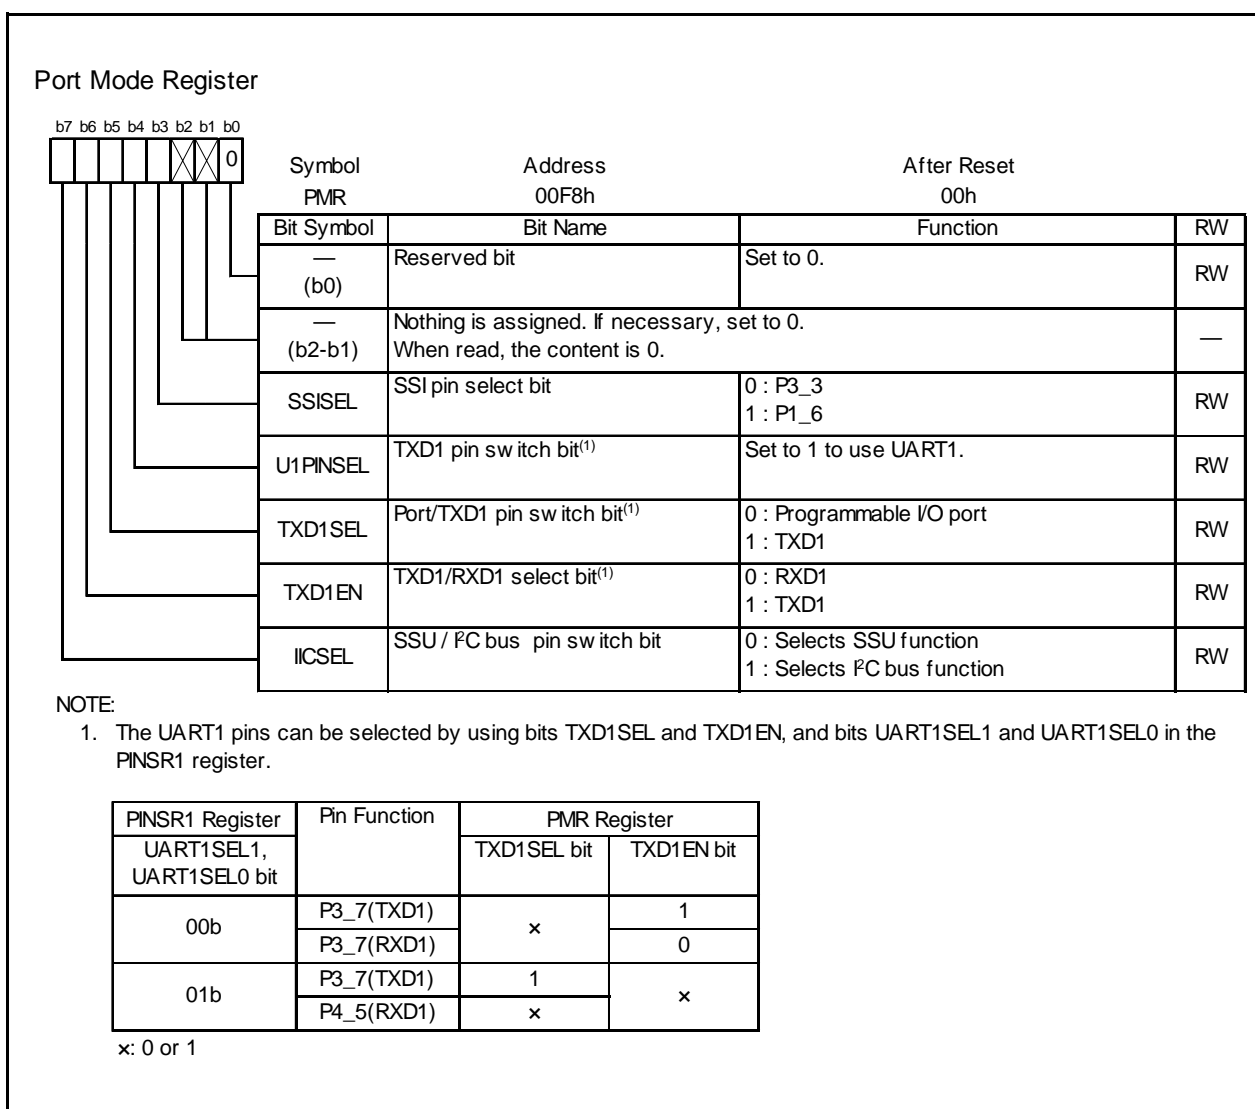 Port Mode Register
b7 b6 b5 b4 b3 b2 b1 b0
0
Symbol Address After Reset
PMR 00F8h 00h
Bit Symbol Bit Name Function RW
— (b0) Reserved bit Set to 0. RW
— (b2-b1) Nothing is assigned. If necessary, set to 0. —
When read, the content is 0.
SSISEL SSI pin select bit 0 : P3_3 RW
1 : P1_6
U1PINSEL TXD1 pin switch bit(1) Set to 1 to use UART1. RW
TXD1SEL Port/TXD1 pin switch bit(1) 0 : Programmable I/O port RW
1 : TXD1
TXD1EN TXD1/RXD1 select bit(1) 0 : RXD1 RW
1 : TXD1
IICSEL SSU / I²C bus pin switch bit 0 : Selects SSU function RW
1 : Selects I²C bus function
NOTE:
1. The UART1 pins can be selected by using bits TXD1SEL and TXD1EN, and bits UART1SEL1 and UART1SEL0 in the
PINSR1 register.
PINSR1 Register Pin Function PMR Register
UART1SEL1, TXD1SEL bit TXD1EN bit
UART1SEL0 bit
00b P3_7(TXD1) × 1
P3_7(RXD1) 0
01b P3_7(TXD1) 1 ×
P4_5(RXD1) ×
×: 0 or 1